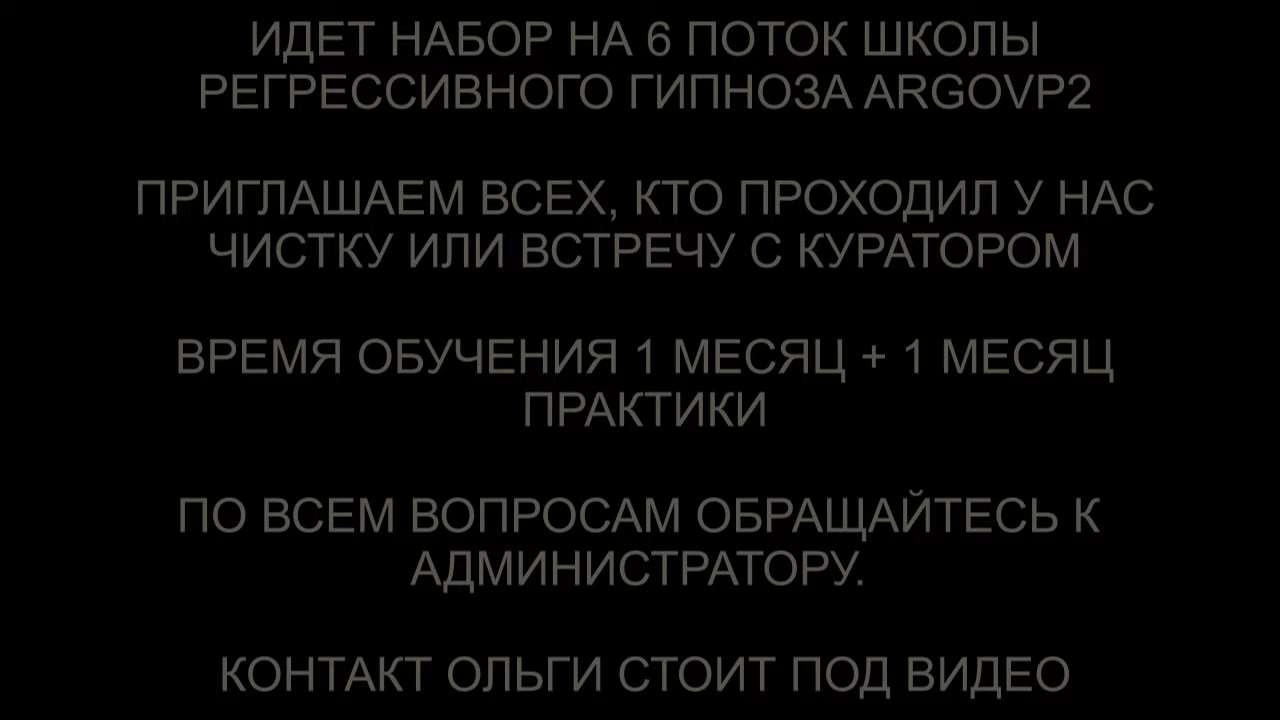 ИДЕТ НАБОР НА 6 ПОТОК ШКОЛЫ
РЕГРЕССИВНОГО ГИПНОЗА ARGOVP2
ПРИГЛАШАЕМ ВСЕХ, КТО ПРОХОДИЛ У НАС
ЧИСТКУ ИЛИ ВСТРЕЧУ С КУРАТОРОМ
ВРЕМЯ ОБУЧЕНИЯ 1 МЕСЯЦ + 1 МЕСЯЦ
ПРАКТИКИ
ПО ВСЕМ ВОПРОСАМ ОБРАЩАЙТЕСЬ К
АДМИНИСТРАТОРУ.
КОНТАКТ ОЛЬГИ СТОИТ ПОД ВИДЕО